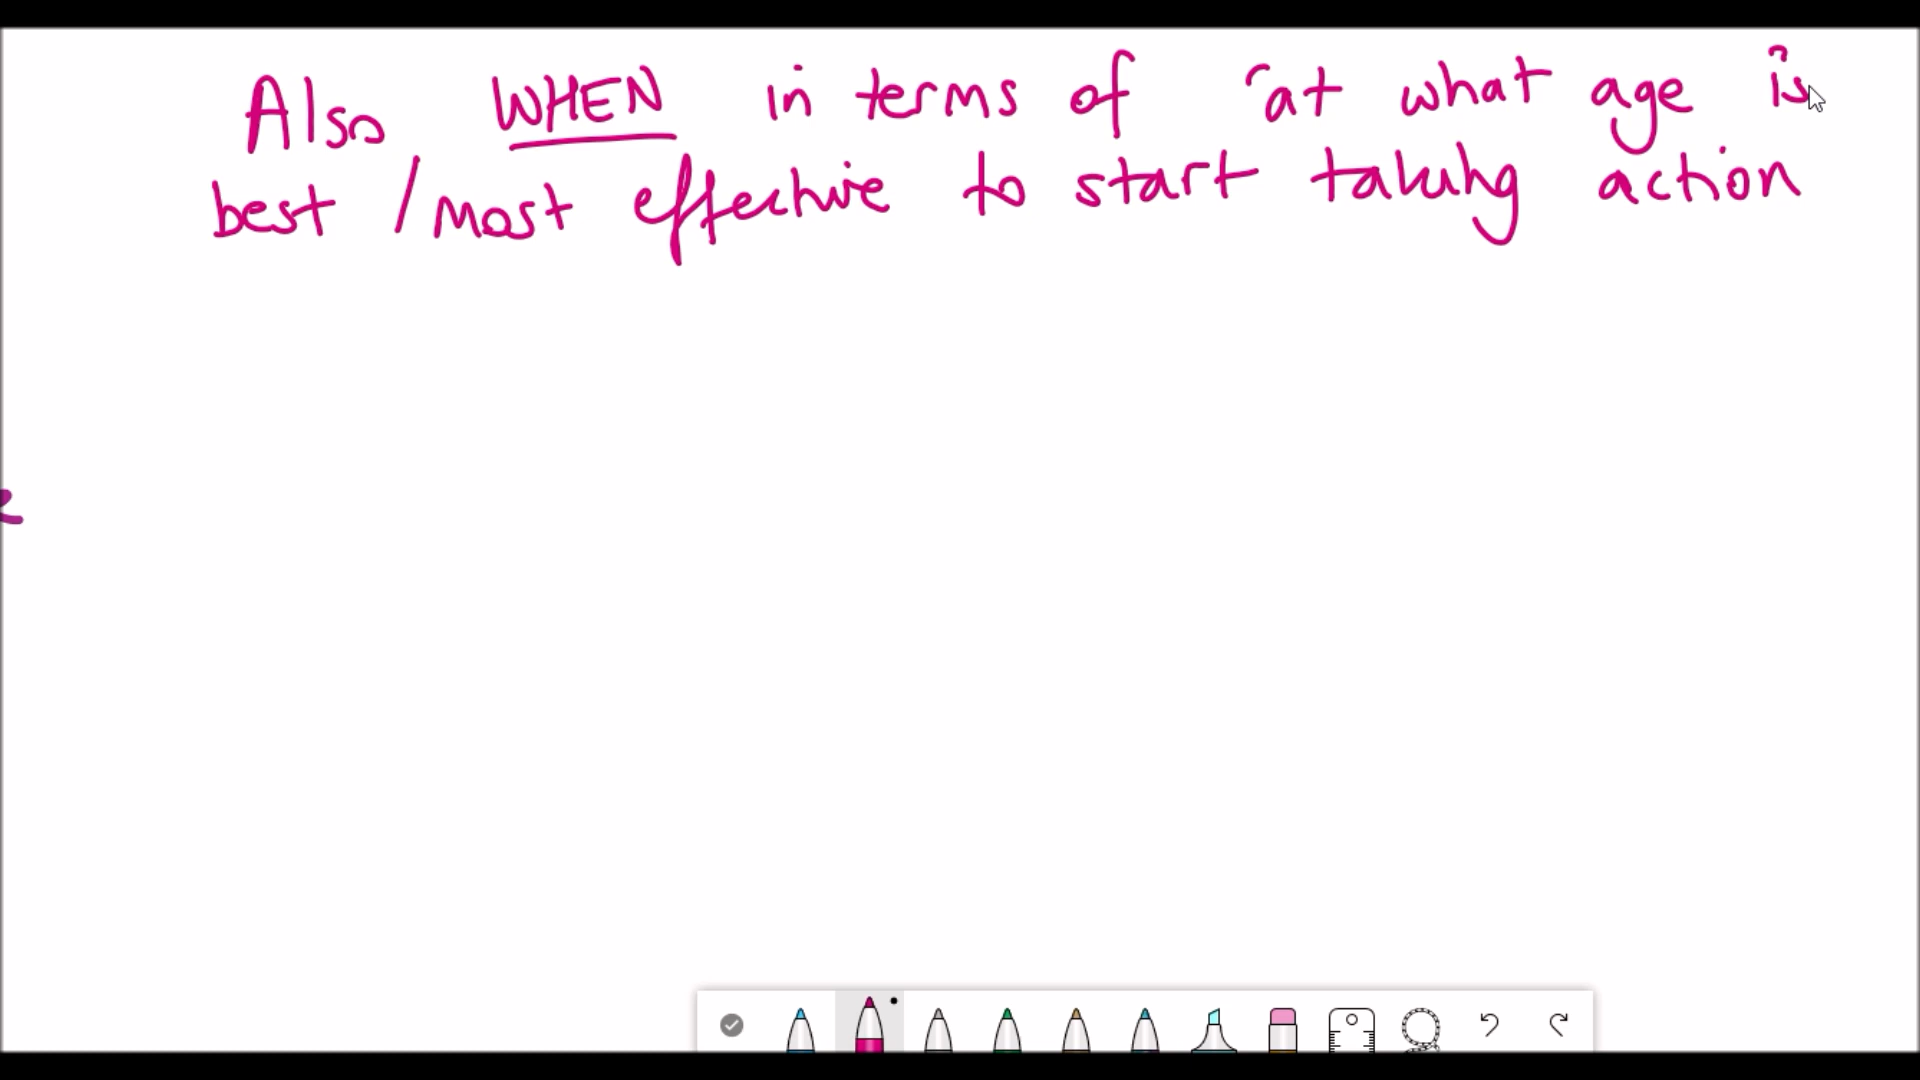 Also WHEN in terms of "at what age is
best / most effective to start taking action